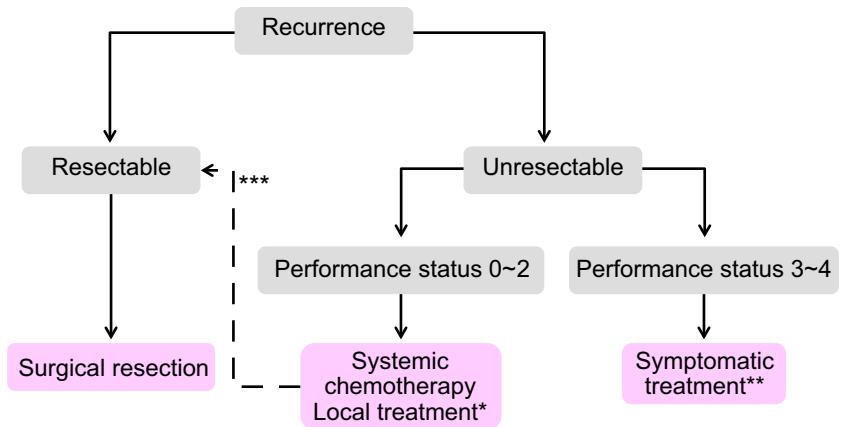 Recurrence
Resectable
***
Unresectable
Performance status 0~2
Performance status 3~4
Surgical resection
Systemic
chemotherapy
Local treatment*
Symptomatic
treatment**